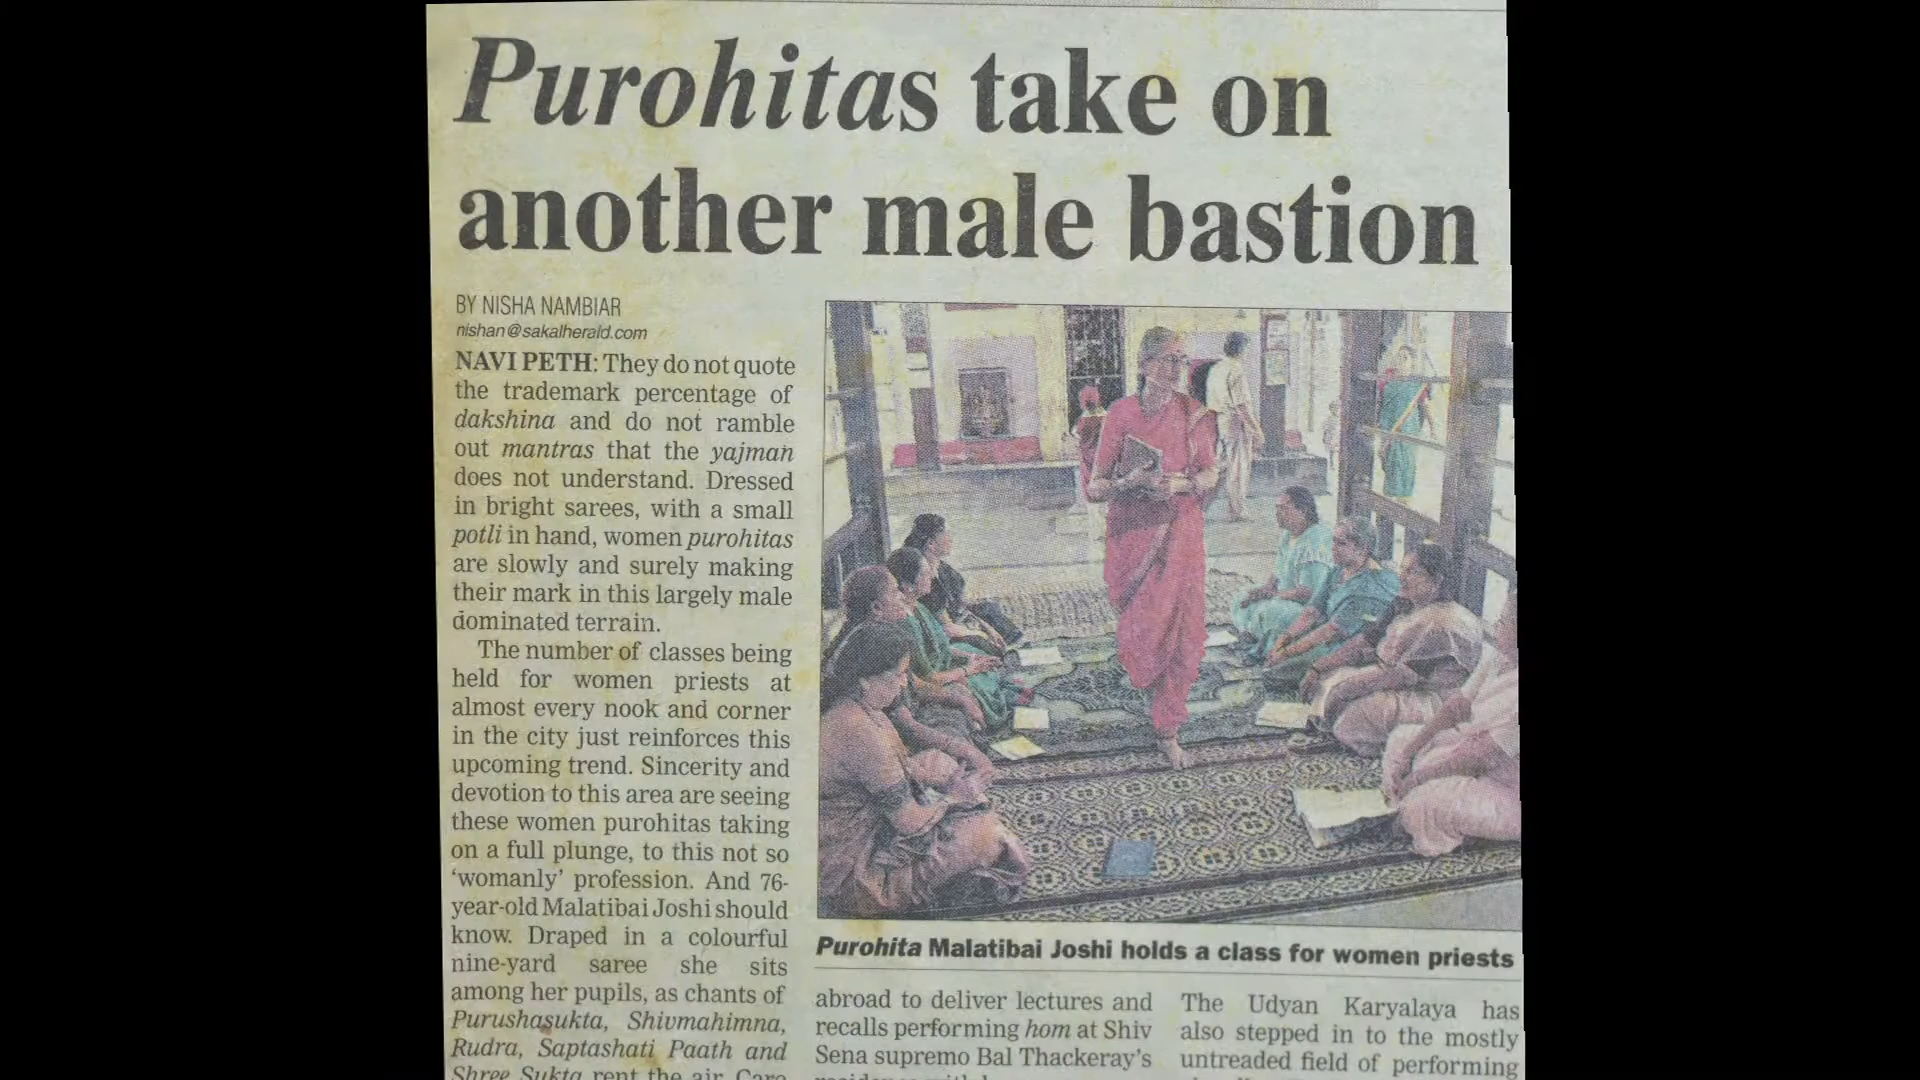 Purohitas take on
another male bastion
BY NISHA NAMBIAR
nishan@sakalherald.com
NAVI PETH: They do not quote
the trademark percentage of
dakshina and do not ramble
out mantras that the yajman
does not understand. Dressed
in bright sarees, with a small
potli in hand, women purohitas
are slowly and surely making
their mark in this largely male
dominated terrain.
The number of classes being
held for women priests at
almost every nook and corner
in the city just reinforces this
upcoming trend. Sincerity and
devotion to this area are seeing
these women purohitas taking
on a full plunge, to this not so
‘womanly’ profession. And 76-
year-old Malatibai Joshi should
know. Draped in a colourful
nine-yard saree she sits
among her pupils, as chants of
Purushasukta, Shivmahimna,
Rudra, Saptashati Paath and
Shree Sukta rent the air.
Purohita Malatibai Joshi holds a class for women priests
abroad to deliver lectures and
recalls performing hom at Shiv
Sena supremo Bal Thackeray's
The Udyan Karyalaya has
also stepped in to the mostly
untreaded field of performing